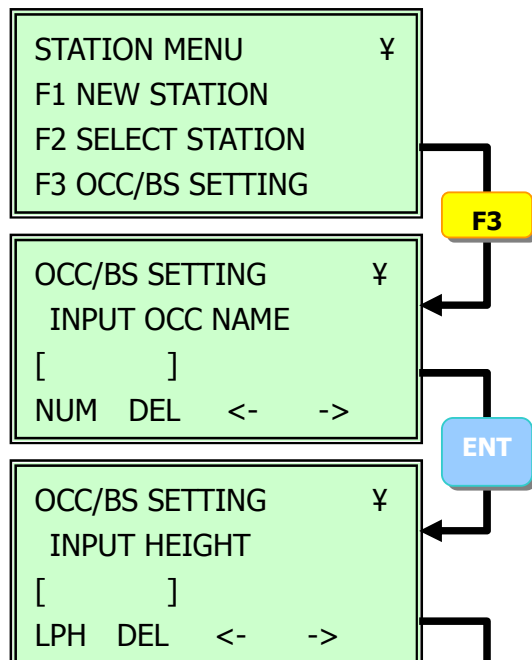 STATION MENU ¥
F1 NEW STATION
F2 SELECT STATION
F3 OCC/BS SETTING
F3
OCC/BS SETTING ¥
INPUT OCC NAME
[ ]
NUM DEL <- ->
ENT
OCC/BS SETTING ¥
INPUT HEIGHT
[ ]
LPH DEL <- ->